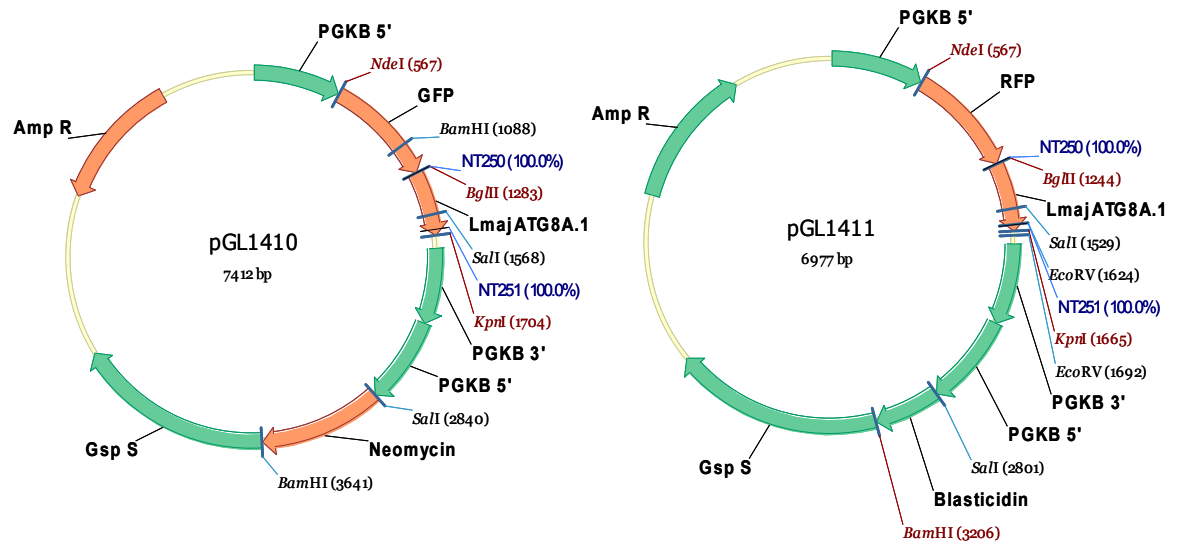 PGKB 5'
NdeI (567)
GFP
BamHI (1088)
NT250 (100.0%)
BglII (1283)
LmajATG8A.1
SalI (1568)
NT251 (100.0%)
KpnI (1704)
PGKB 3'
PGKB 5'
SalI (2840)
Neomycin
BamHI (3641)
Gsp S
Amp R
pGL1410
7412 bp
PGKB 5'
NdeI (567)
RFP
NT250 (100.0%)
BglII (1244)
LmajATG8A.1
SalI (1529)
EcoRV (1624)
NT251 (100.0%)
KpnI (1665)
EcoRV (1692)
PGKB 3'
PGKB 5'
SalI (2801)
Blasticidin
BamHI (3206)
Gsp S
Amp R
pGL1411
6977 bp